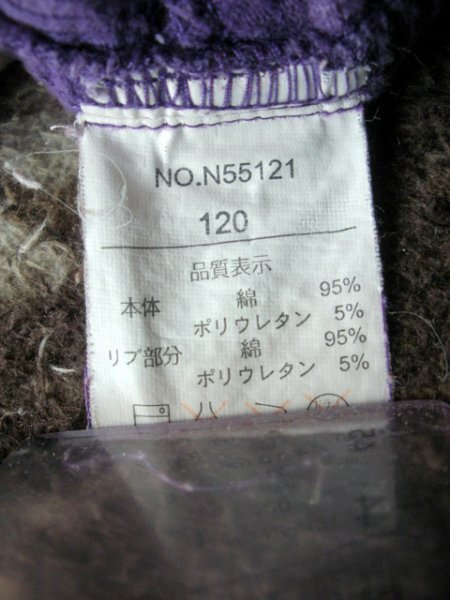 NO.N55121
120
品質表示
本体 綿 95%
ポリウレタン 5%
リブ部分 綿 95%
ポリウレタン 5%